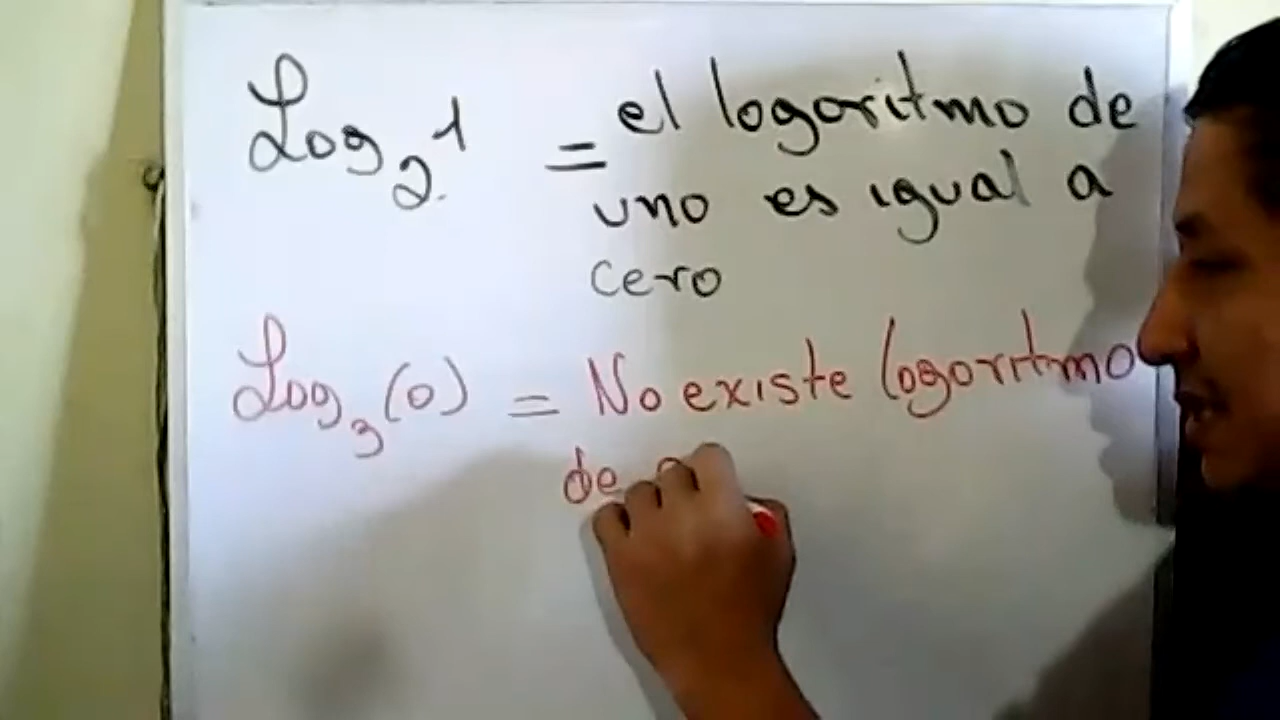 Log₂1 = el logoritmo de
uno es igual a
cero
Log₃(0) = No existe logoritmo
de